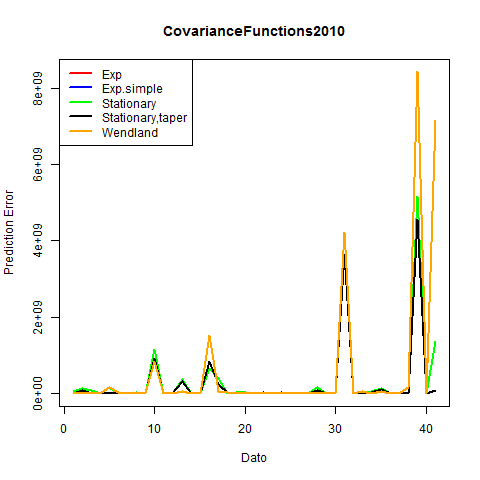 CovarianceFunctions2010
Exp
Exp.simple
Stationary
Stationary,taper
Wendland
Prediction Error
0e+00
2e+09
4e+09
6e+09
8e+09
0
10
20
30
40
Dato